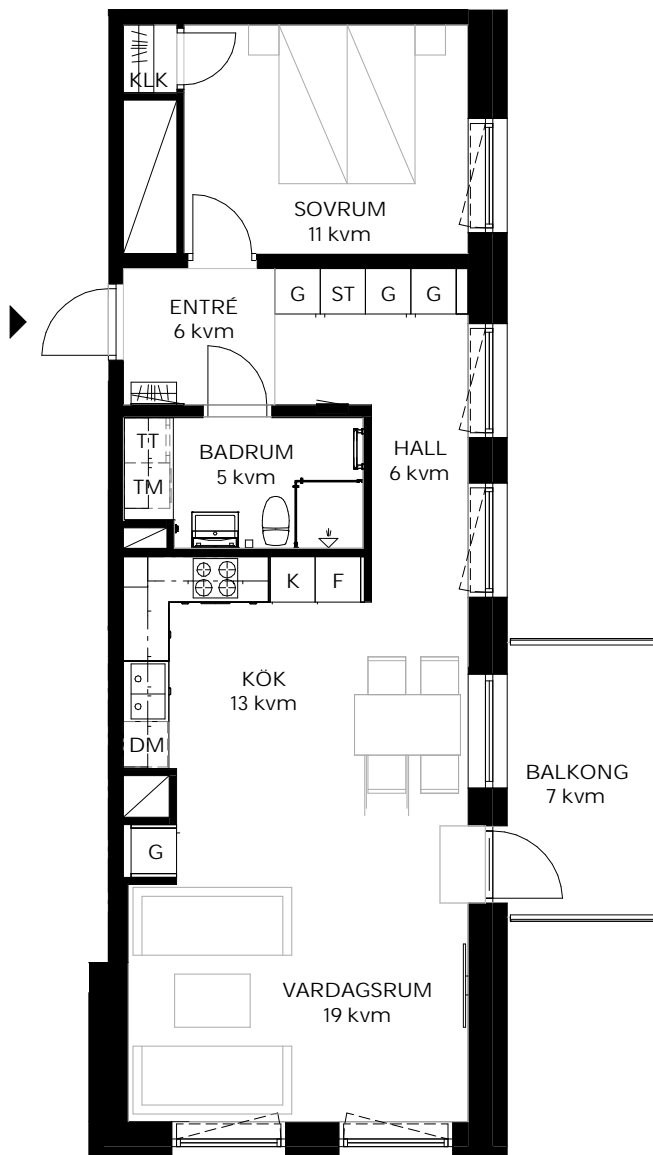 KLK
SOVRUM
11 kvm
ENTRÉ
6 kvm
G ST G G
TT
TM
BADRUM
5 kvm
HALL
6 kvm
K F
KÖK
13 kvm
DM
BALKONG
7 kvm
G
VARDAGSRUM
19 kvm